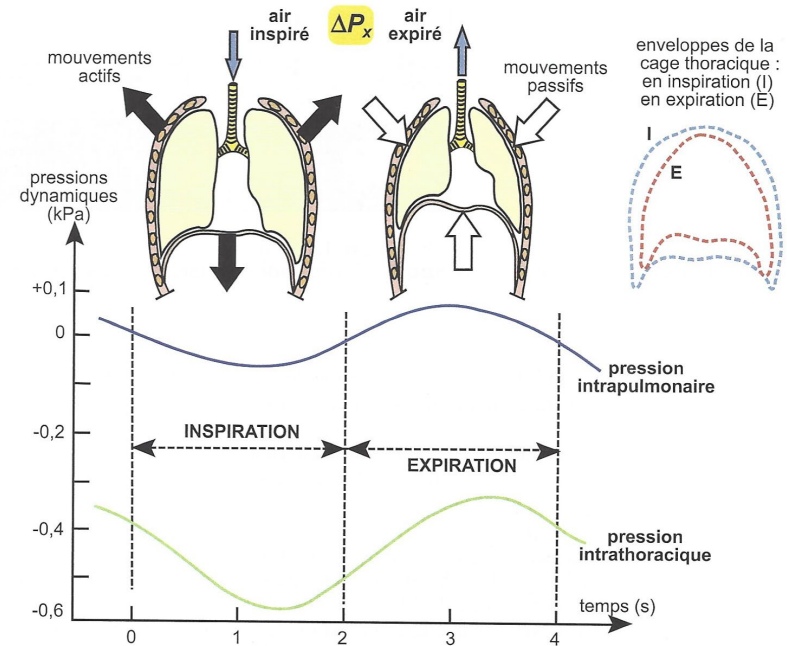 air
inspiré
ΔPx
air
expiré
mouvements
actifs
mouvements
passifs
enveloppes de la
cage thoracique :
en inspiration (I)
en expiration (E)
I
E
pressions
dynamiques
(kPa)
+0,1
0
-0,2
-0,4
-0,6
pression
intrapulmonaire
INSPIRATION
EXPIRATION
pression
intrathoracique
temps (s)
0 1 2 3 4